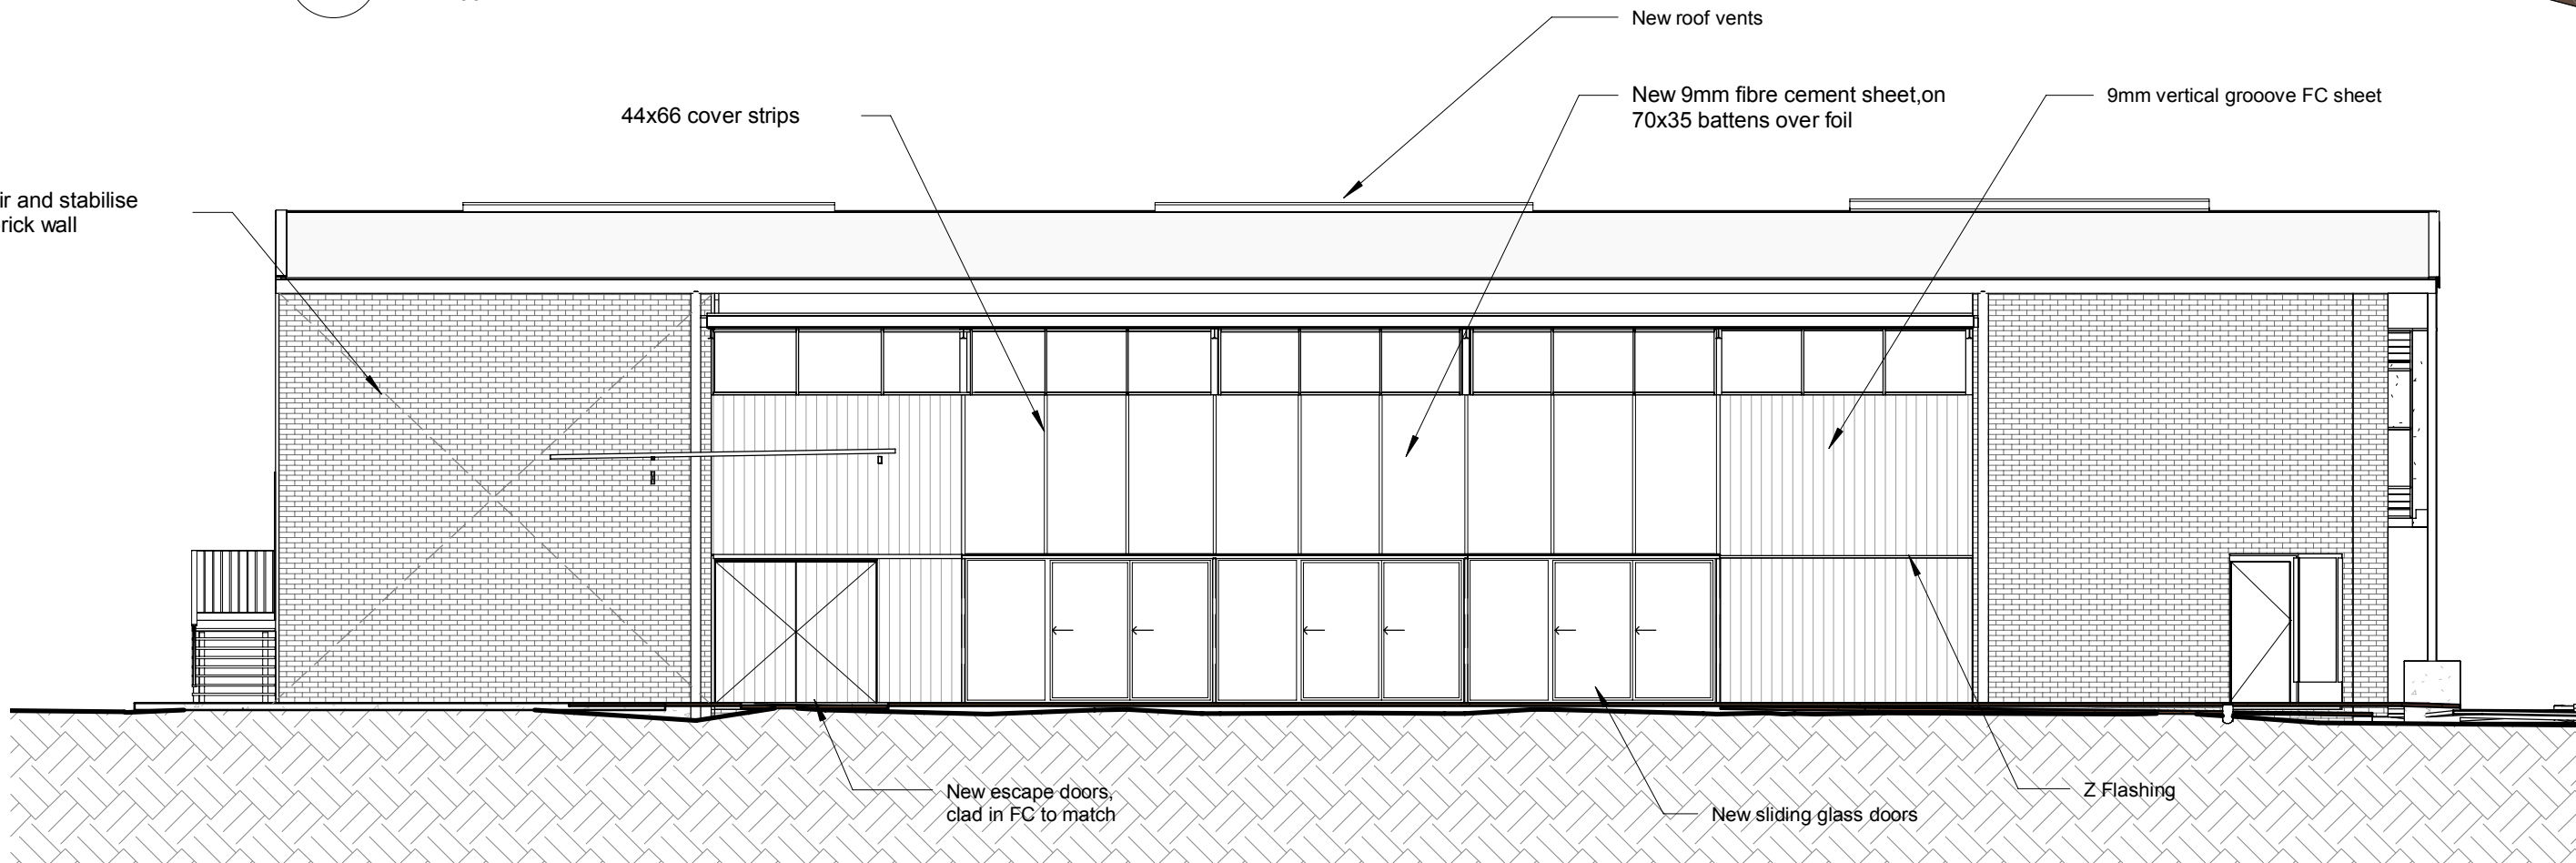 New roof vents
New 9mm fibre cement sheet,on
70x35 battens over foil
9mm vertical grooove FC sheet
44x66 cover strips
ir and stabilise
rick wall
New escape doors,
clad in FC to match
New sliding glass doors
Z Flashing